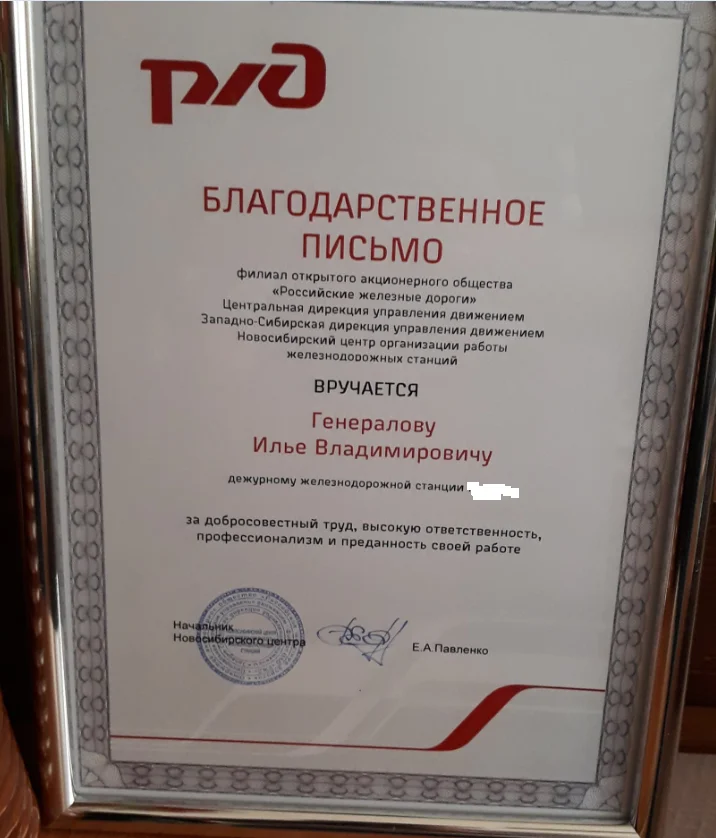 ржд
БЛАГОДАРСТВЕННОЕ
ПИСЬМО
филиал открытого акционерного общества
«Российские железные дороги»
Центральная дирекция управления движением
Западно-Сибирская дирекция управления движением
Новосибирский центр организации работы
железнодорожных станций
ВРУЧАЕТСЯ
Генералову
Илье Владимировичу
дежурному железнодорожной станции
за добросовестный труд, высокую ответственность,
профессионализм и преданность своей работе
Начальник
Новосибирского центра
Е.А.Павленко